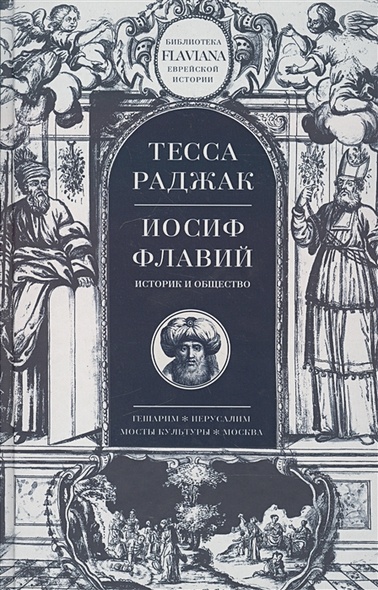 БИБЛИОТЕКА
FLAVIANA
ЕВРЕЙСКОЙ
ИСТОРИИ
ТЕССА
РАДЖАК
ИОСИФ
ФЛАВИЙ
ИСТОРИК И ОБЩЕСТВО
ГЕШАРИМ * ИЕРУСАЛИМ
МОСТЫ КУЛЬТУРЫ * МОСКВА